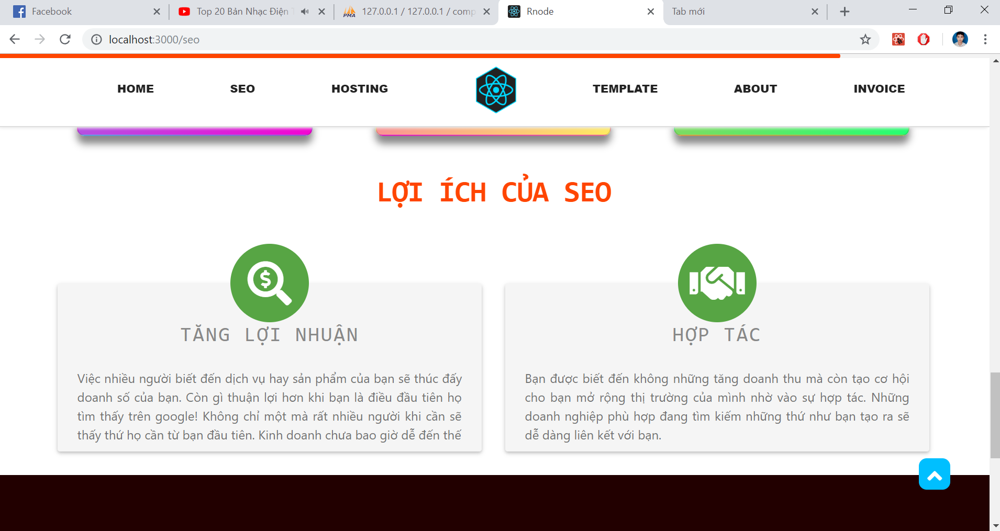 Facebook
Top 20 Bản Nhạc Điện
PMA
127.0.0.1 / 127.0.0.1 / comp
Rnode
Tab mới
localhost:3000/seo
HOME SEO HOSTING TEMPLATE ABOUT INVOICE
LỢI ÍCH CỦA SEO
$
TĂNG LỢI NHUẬN
Việc nhiều người biết đến dịch vụ hay sản phẩm của bạn sẽ thúc đẩy
doanh số của bạn. Còn gì thuận lợi hơn khi bạn là điều đầu tiên họ
tìm thấy trên google! Không chỉ một mà rất nhiều người khi cần sẽ
thấy thứ họ cần từ bạn đầu tiên. Kinh doanh chưa bao giờ dễ đến thế
HỢP TÁC
Bạn được biết đến không những tăng doanh thu mà còn tạo cơ hội
cho bạn mở rộng thị trường của mình nhờ vào sự hợp tác. Những
doanh nghiệp phù hợp đang tìm kiếm những thứ như bạn tạo ra sẽ
dễ dàng liên kết với bạn.